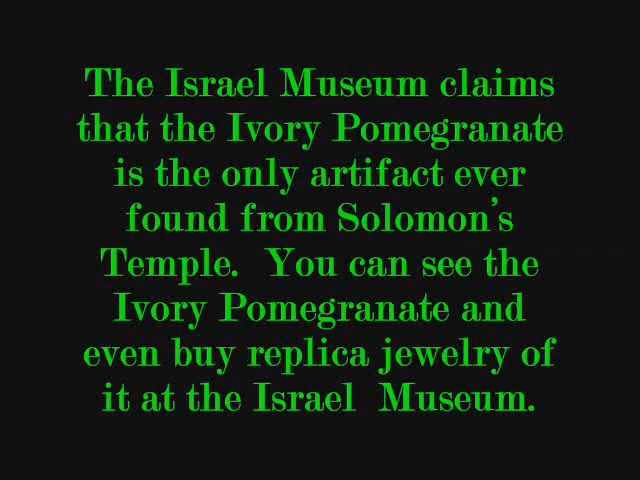 The Israel Museum claims
that the Ivory Pomegranate
is the only artifact ever
found from Solomon's
Temple.  You can see the
Ivory Pomegranate and
even buy replica jewelry of
it at the Israel  Museum.